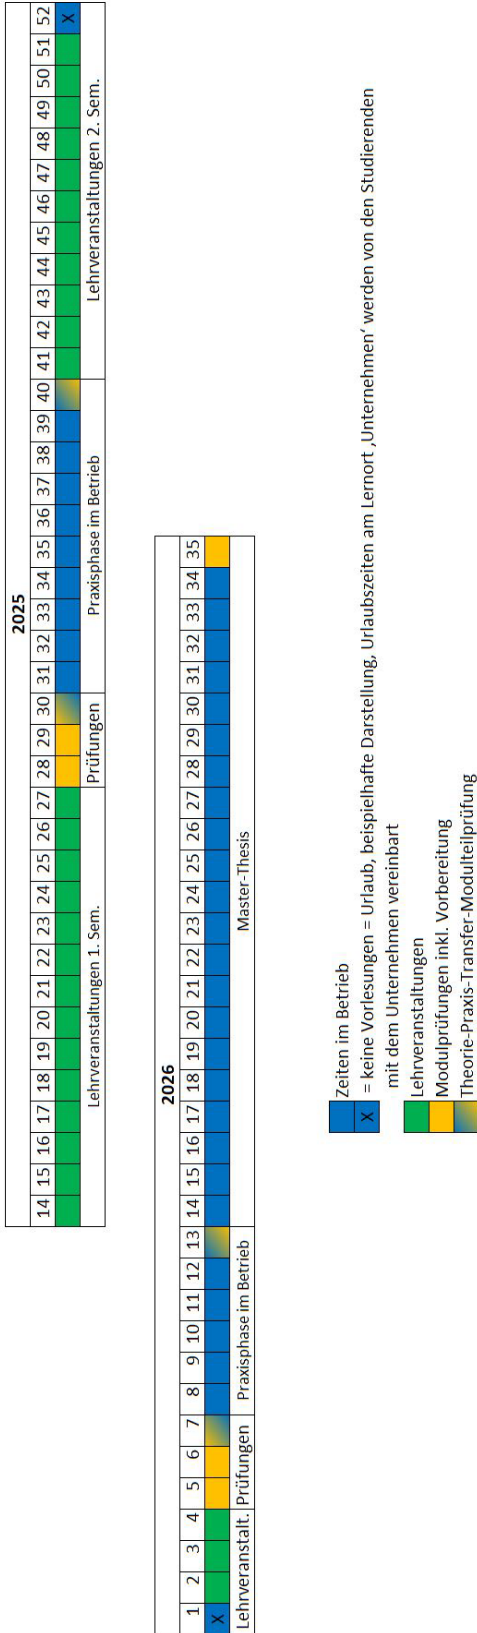 2025
14 15 16 17 18 19 20 21 22 23 24 25 26 27 28 29 30 31 32 33 34 35 36 37 38 39 40 41 42 43 44 45 46 47 48 49 50 51 52
X
Lehrveranstaltungen 1. Sem. Prüfungen Praxisphase im Betrieb Lehrveranstaltungen 2. Sem.
2026
1 2 3 4 5 6 7 8 9 10 11 12 13 14 15 16 17 18 19 20 21 22 23 24 25 26 27 28 29 30 31 32 33 34 35
X
Lehrveranstalt. Prüfungen Praxisphase im Betrieb Master-Thesis
Zeiten im Betrieb
X = keine Vorlesungen = Urlaub, beispielhafte Darstellung, Urlaubszeiten am Lernort ‚Unternehmen‘ werden von den Studierenden
mit dem Unternehmen vereinbart
Lehrveranstaltungen
Modulprüfungen inkl. Vorbereitung
Theorie-Praxis-Transfer-Modulteilprüfung